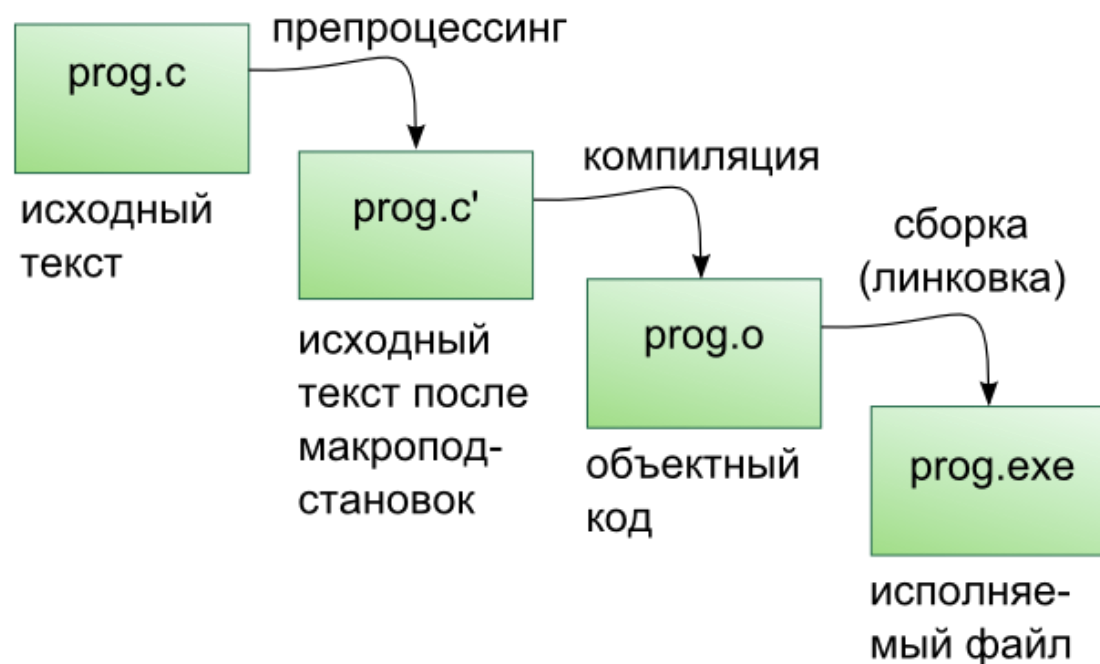 prog.c
препроцессинг
исходный
текст
prog.c'
компиляция
исходный
текст после
макропод-
становок
prog.o
сборка
(линковка)
объектный
код
prog.exe
исполняе-
мый файл